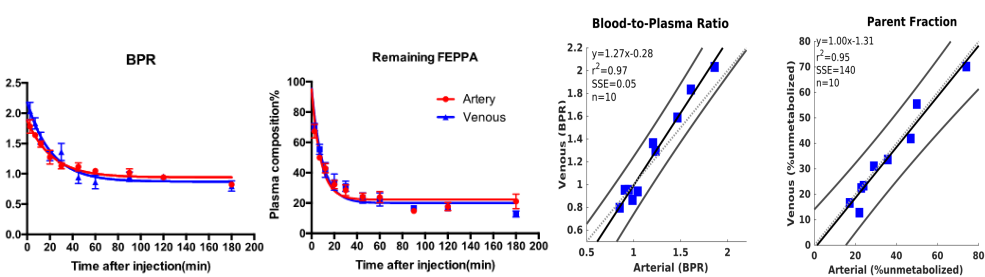 BPR
2.5
2.0
1.5
1.0
0.5
0.0
0 20 40 60 80 100 120 140 160 180 200
Time after injection(min)
Remaining FEPPA
Plasma composition%
100
80
60
40
20
0
Artery
Venous
0 20 40 60 80 100 120 140 160 180 200
Time after injection(min)
Blood-to-Plasma Ratio
Venous (BPR)
2.2
2
1.8
1.6
1.4
1.2
1
0.8
0.6
y=1.27x-0.28
r²=0.97
SSE=0.05
n=10
0.5 1 1.5 2
Arterial (BPR)
Parent Fraction
Venous (%unmetabolized)
80
70
60
50
40
30
20
10
0
y=1.00x-1.31
r²=0.95
SSE=140
n=10
0 20 40 60 80
Arterial (%unmetabolized)